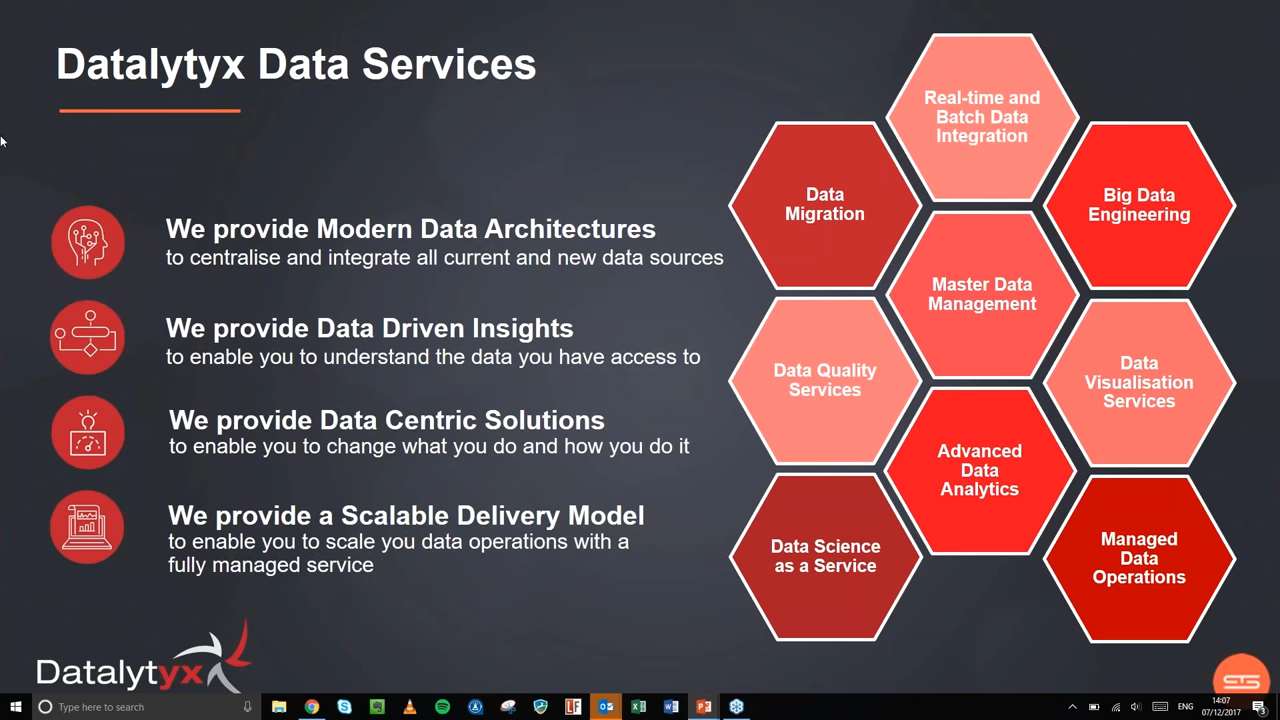 Datalytyx Data Services
We provide Modern Data Architectures
to centralise and integrate all current and new data sources
We provide Data Driven Insights
to enable you to understand the data you have access to
We provide Data Centric Solutions
to enable you to change what you do and how you do it
We provide a Scalable Delivery Model
to enable you to scale you data operations with a
fully managed service
Real-time and
Batch Data
Integration
Data
Migration
Big Data
Engineering
Master Data
Management
Data Quality
Services
Data
Visualisation
Services
Advanced
Data
Analytics
Data Science
as a Service
Managed
Data
Operations
Datalytyx
STS
Type here to search
LF
ENG
14:07
07/12/2017
3